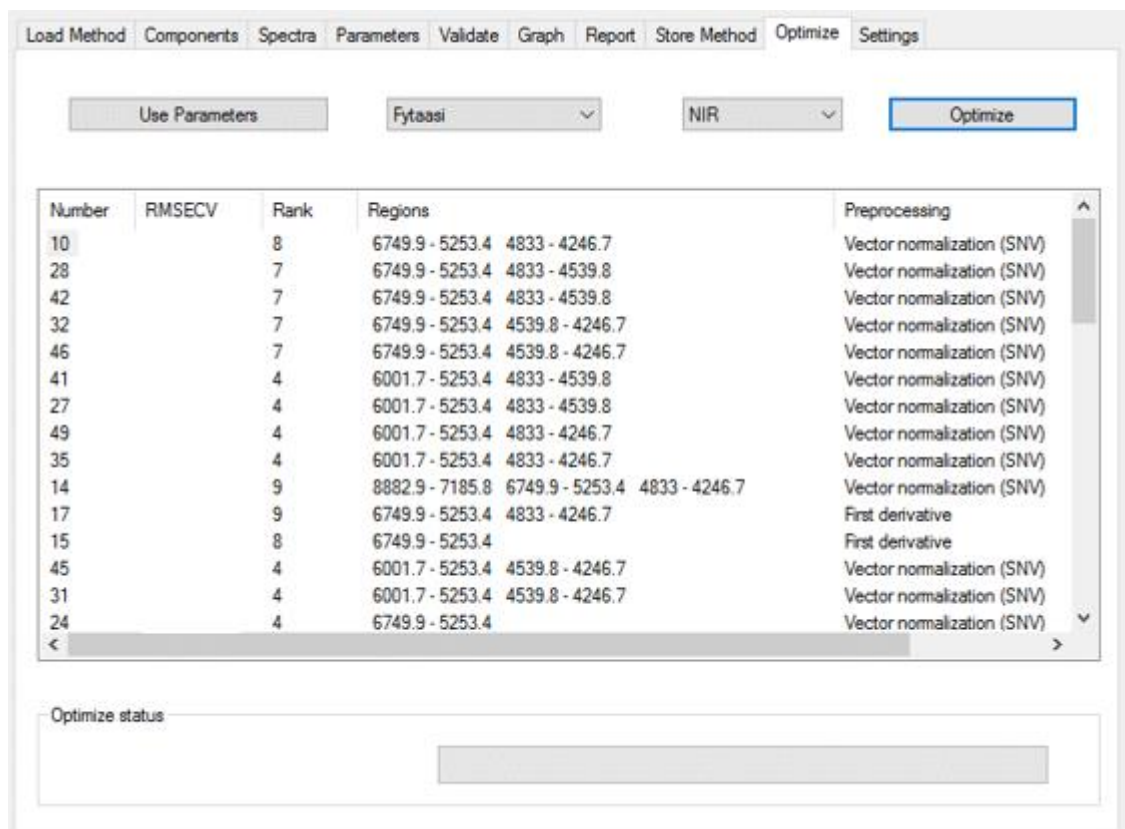 Load Method Components Spectra Parameters Validate Graph Report Store Method Optimize Settings
Use Parameters Fytaasi NIR Optimize
Number RMSECV Rank Regions Preprocessing
10 8 6749.9 - 5253.4 4833 - 4246.7 Vector normalization (SNV)
28 7 6749.9 - 5253.4 4833 - 4539.8 Vector normalization (SNV)
42 7 6749.9 - 5253.4 4833 - 4539.8 Vector normalization (SNV)
32 7 6749.9 - 5253.4 4539.8 - 4246.7 Vector normalization (SNV)
46 7 6749.9 - 5253.4 4539.8 - 4246.7 Vector normalization (SNV)
41 4 6001.7 - 5253.4 4833 - 4539.8 Vector normalization (SNV)
27 4 6001.7 - 5253.4 4833 - 4539.8 Vector normalization (SNV)
49 4 6001.7 - 5253.4 4833 - 4246.7 Vector normalization (SNV)
35 4 6001.7 - 5253.4 4833 - 4246.7 Vector normalization (SNV)
14 9 8882.9 - 7185.8 6749.9 - 5253.4 4833 - 4246.7 Vector normalization (SNV)
17 9 6749.9 - 5253.4 4833 - 4246.7 First derivative
15 8 6749.9 - 5253.4 First derivative
45 4 6001.7 - 5253.4 4539.8 - 4246.7 Vector normalization (SNV)
31 4 6001.7 - 5253.4 4539.8 - 4246.7 Vector normalization (SNV)
24 4 6749.9 - 5253.4 Vector normalization (SNV)
Optimize status